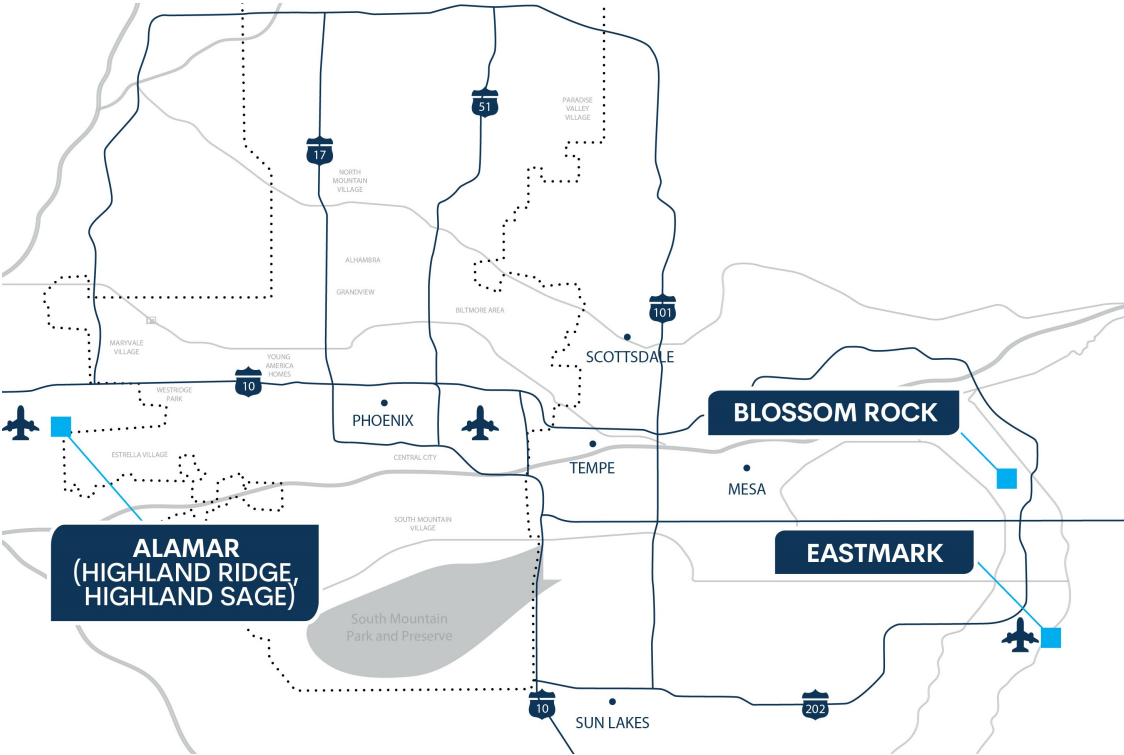 51
PARADISE
VALLEY
VILLAGE
17
NORTH
MOUNTAIN
VILLAGE
ALHAMBRA
GRANDVIEW
BILTMORE AREA
101
MARYVALE
VILLAGE
SCOTTSDALE
YOUNG
AMERICA
HOMES
10
WESTRIDGE
PARK
PHOENIX
BLOSSOM ROCK
ESTRELLA VILLAGE
CENTRAL CITY
TEMPE
MESA
SOUTH MOUNTAIN
VILLAGE
ALAMAR
(HIGHLAND RIDGE,
HIGHLAND SAGE)
EASTMARK
South Mountain
Park and Preserve
10
SUN LAKES
202